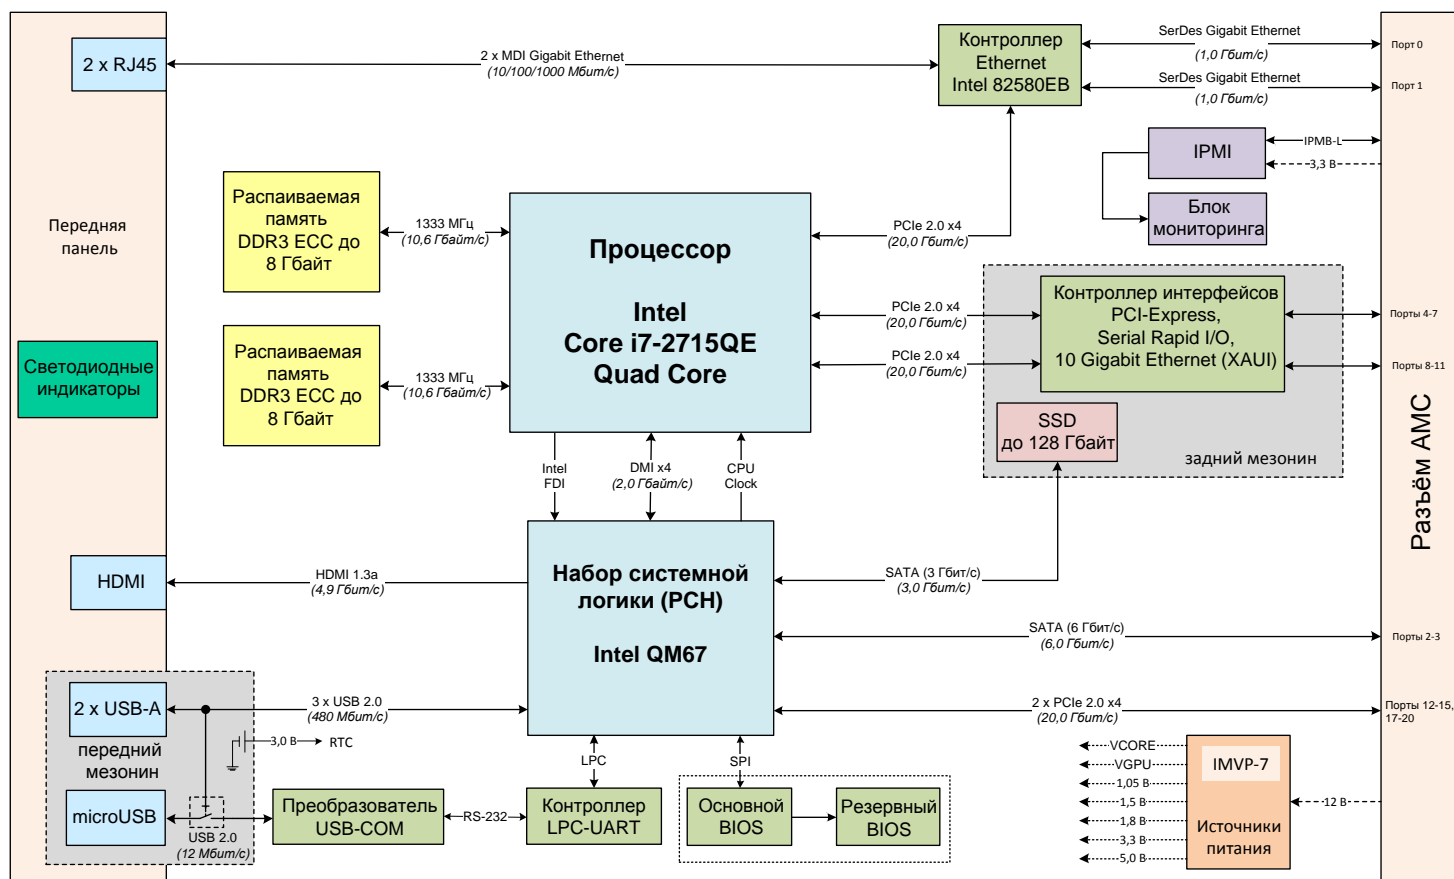 2 x RJ45
2 x MDI Gigabit Ethernet
(10/100/1000 Мбит/с)
Контроллер
Ethernet
Intel 82580EB
SerDes Gigabit Ethernet
(1,0 Гбит/с)
SerDes Gigabit Ethernet
(1,0 Гбит/с)
Порт 0
Порт 1
IPMI
IPMB-L
3,3 В
Блок
мониторинга
Передняя
панель
Распаиваемая
память
DDR3 ECC до
8 Гбайт
1333 МГц
(10,6 Гбайт/с)
Процессор
Intel
Core i7-2715QE
Quad Core
PCIe 2.0 x4
(20,0 Гбит/с)
PCIe 2.0 x4
(20,0 Гбит/с)
PCIe 2.0 x4
(20,0 Гбит/с)
Контроллер интерфейсов
PCI-Express,
Serial Rapid I/O,
10 Gigabit Ethernet (XAUI)
Порты 4-7
Порты 8-11
Светодиодные
индикаторы
Распаиваемая
память
DDR3 ECC до
8 Гбайт
1333 МГц
(10,6 Гбайт/с)
SSD
до 128 Гбайт
задний мезонин
Разъём AMC
Intel
FDI
DMI x4
(2,0 Гбайт/с)
CPU
Clock
HDMI
HDMI 1.3a
(4,9 Гбит/с)
Набор системной
логики (PCH)
Intel QM67
SATA (3 Гбит/с)
(3,0 Гбит/с)
SATA (6 Гбит/с)
(6,0 Гбит/с)
Порты 2-3
2 x USB-A
3 x USB 2.0
(480 Мбит/с)
2 x PCIe 2.0 x4
(20,0 Гбит/с)
Порты 12-15,
17-20
передний
мезонин
3,0 В
RTC
LPC
SPI
microUSB
USB 2.0
(12 Мбит/с)
Преобразователь
USB-COM
RS-232
Контроллер
LPC-UART
Основной
BIOS
Резервный
BIOS
VCORE
VGPU
1,05 В
1,5 В
1,8 В
3,3 В
5,0 В
IMVP-7
Источники
питания
12 В